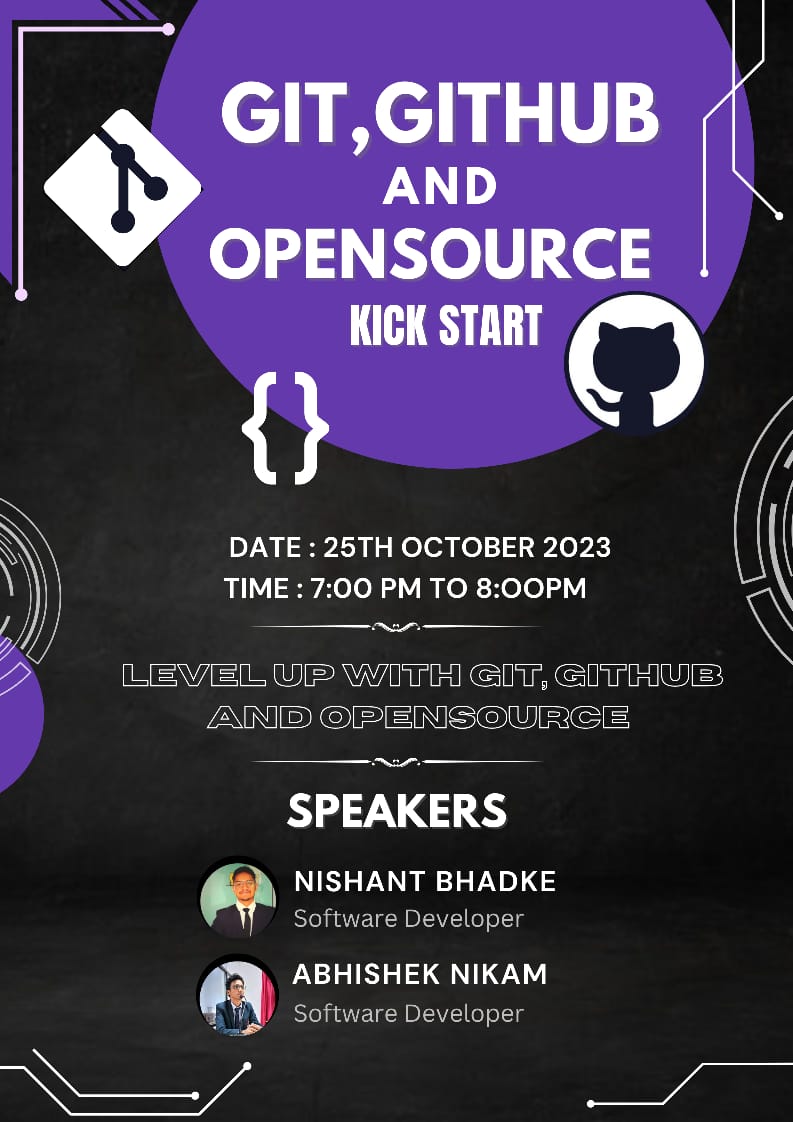 GIT,GITHUB
AND
OPENSOURCE
KICK START
{ }
DATE : 25TH OCTOBER 2023
TIME : 7:00 PM TO 8:OOPM
LEVEL UP WITH GIT, GITHUB
AND OPENSOURCE
SPEAKERS
NISHANT BHADKE
Software Developer
ABHISHEK NIKAM
Software Developer